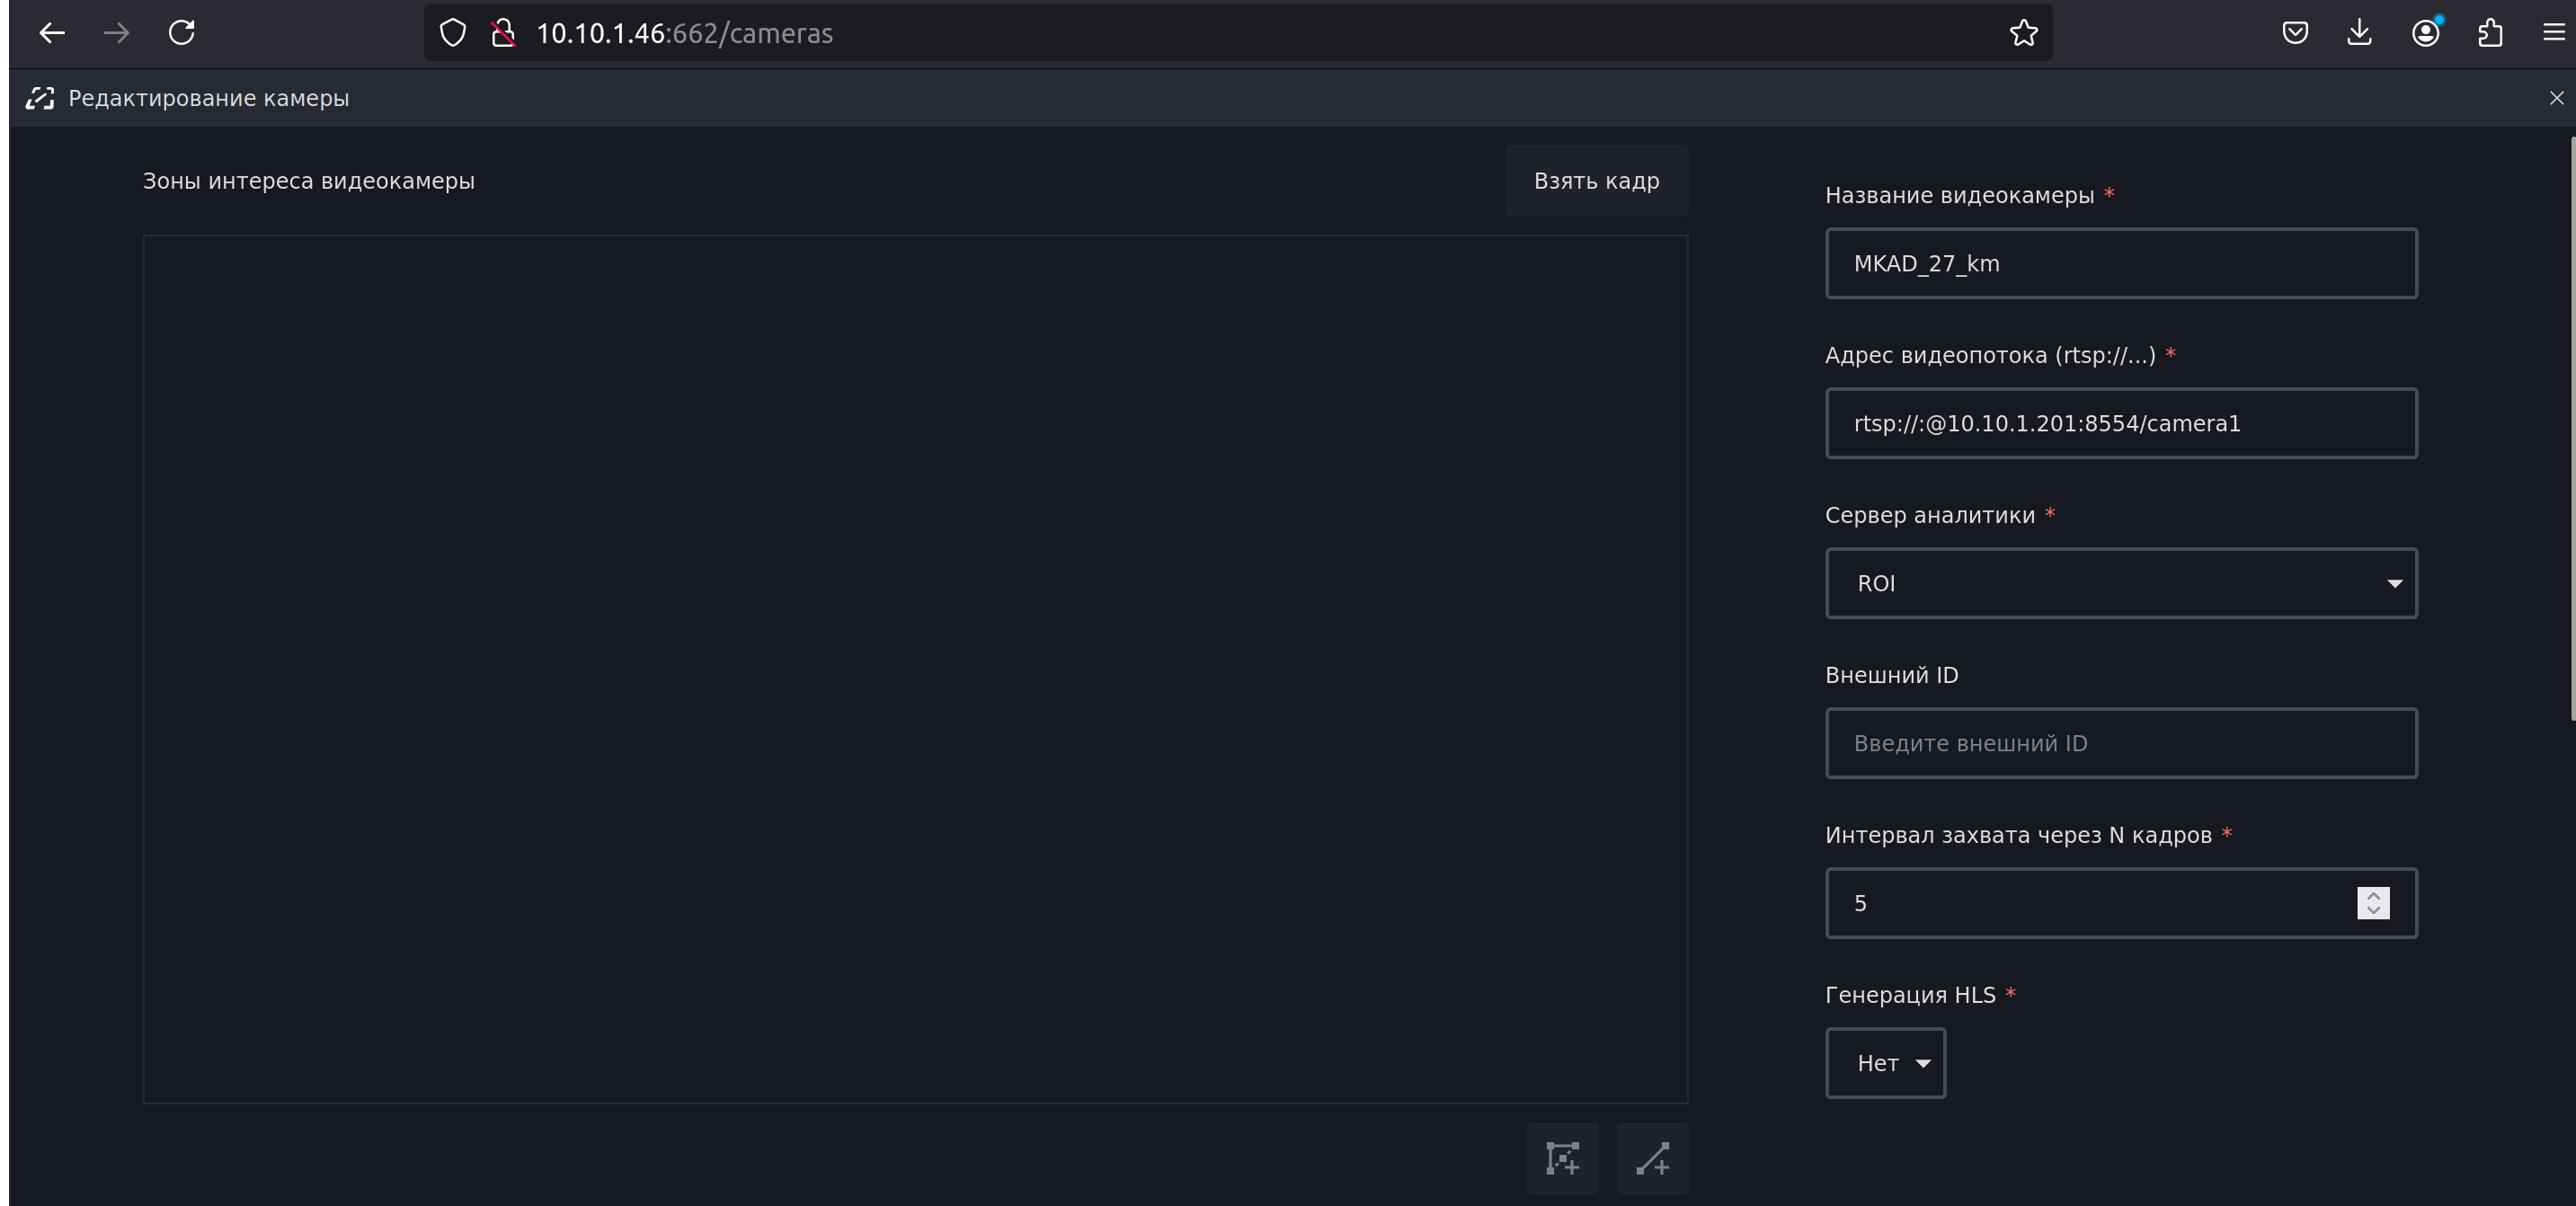 10.10.1.46:662/cameras
Редактирование камеры
Зоны интереса видеокамеры
Взять кадр
Название видеокамеры *
MKAD_27_km
Адрес видеопотока (rtsp://...) *
rtsp://:@10.10.1.201:8554/camera1
Сервер аналитики *
ROI
Внешний ID
Введите внешний ID
Интервал захвата через N кадров *
5
Генерация HLS *
Нет